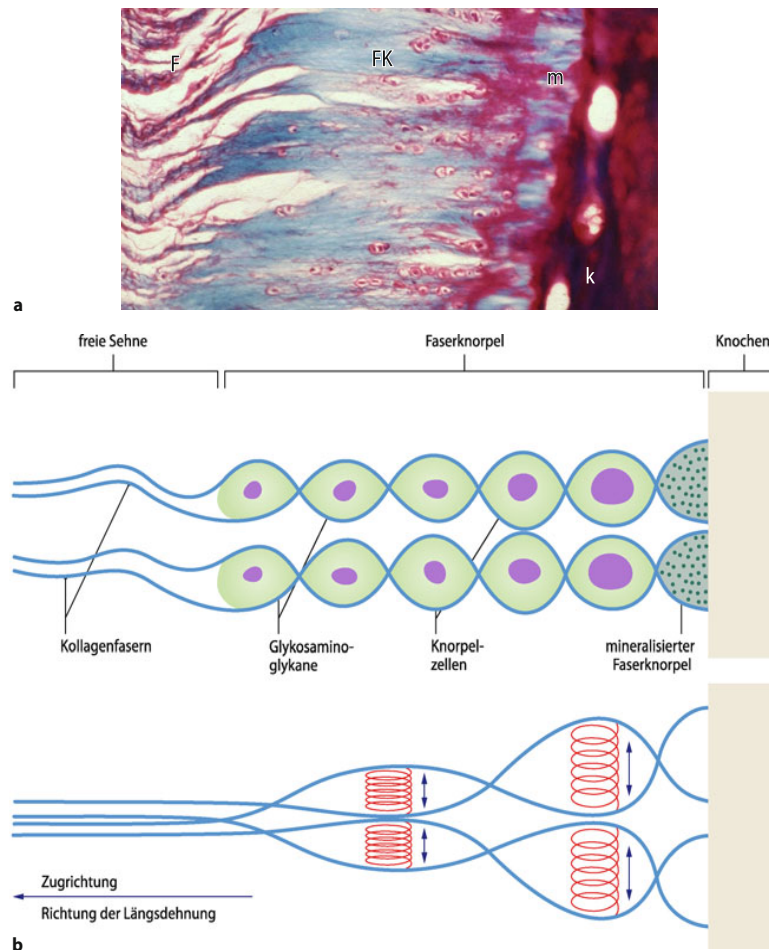 F
FK
m
k
a
freie Sehne
Faserknorpel
Knochen
Kollagenfasern
Glykosamino-
glykane
Knorpel-
zellen
mineralisierter
Faserknorpel
Zugrichtung
Richtung der Längsdehnung
b